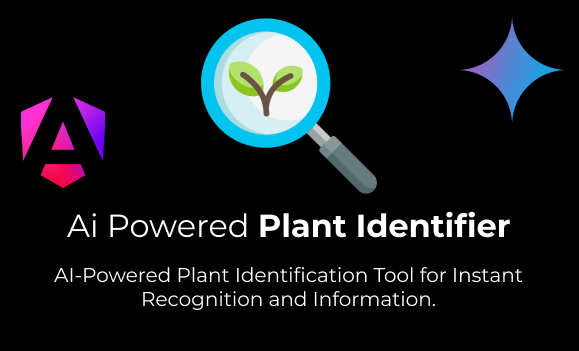 Ai Powered Plant Identifier
AI-Powered Plant Identification Tool for Instant
Recognition and Information.